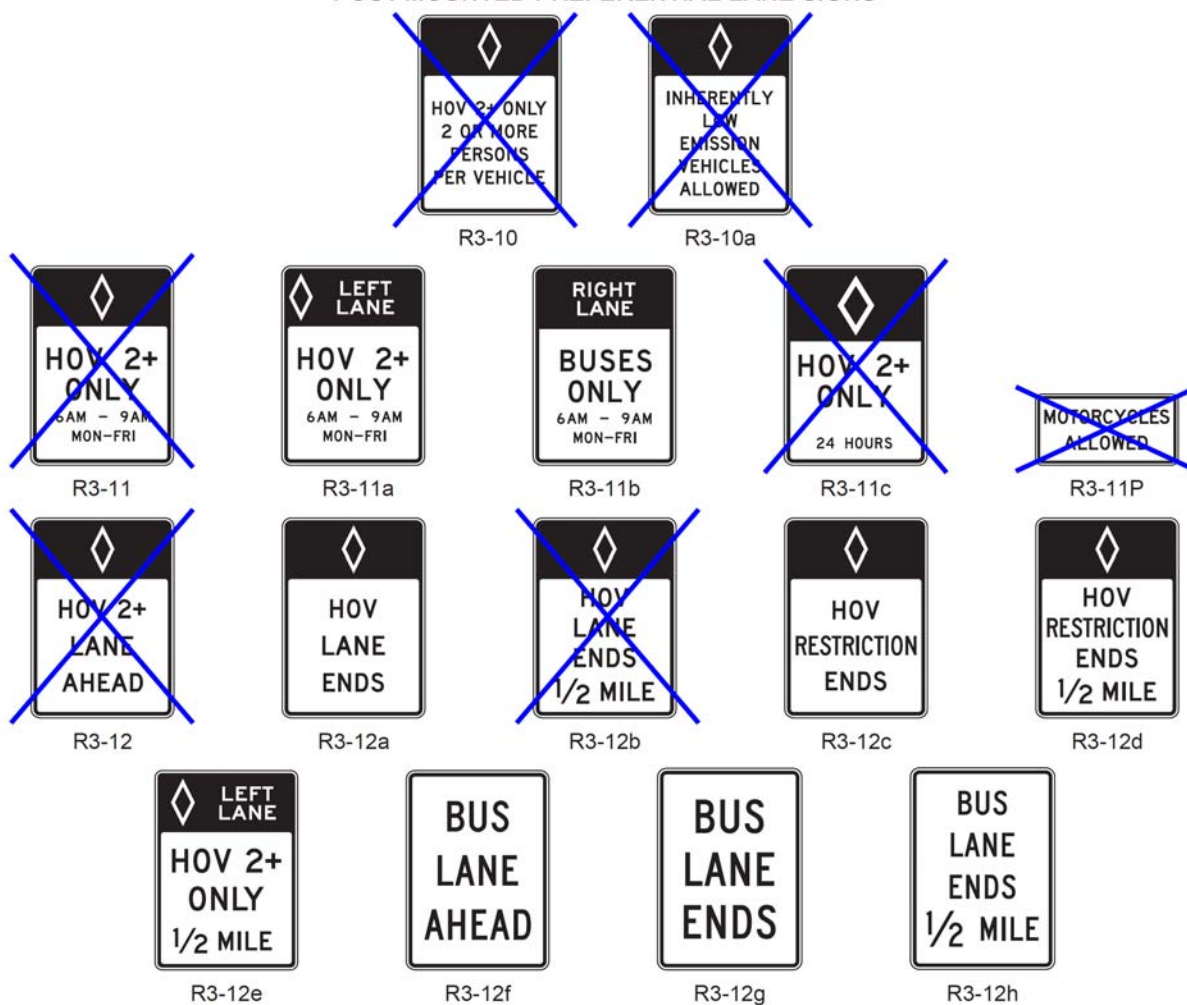 HOV 2+ ONLY
2 OR MORE
PERSONS
PER VEHICLE
R3-10
INHERENTLY
LOW
EMISSION
VEHICLES
ALLOWED
R3-10a
HOV 2+
ONLY
6AM – 9AM
MON–FRI
R3-11
LEFT
LANE
HOV 2+
ONLY
6AM – 9AM
MON–FRI
R3-11a
RIGHT
LANE
BUSES
ONLY
6AM – 9AM
MON–FRI
R3-11b
HOV 2+
ONLY
24 HOURS
R3-11c
MOTORCYCLES
ALLOWED
R3-11P
HOV 2+
LANE
AHEAD
R3-12
HOV
LANE
ENDS
R3-12a
HOV
LANE
ENDS
1/2 MILE
R3-12b
HOV
RESTRICTION
ENDS
R3-12c
HOV
RESTRICTION
ENDS
1/2 MILE
R3-12d
LEFT
LANE
HOV 2+
ONLY
1/2 MILE
R3-12e
BUS
LANE
AHEAD
R3-12f
BUS
LANE
ENDS
R3-12g
BUS
LANE
ENDS
1/2 MILE
R3-12h